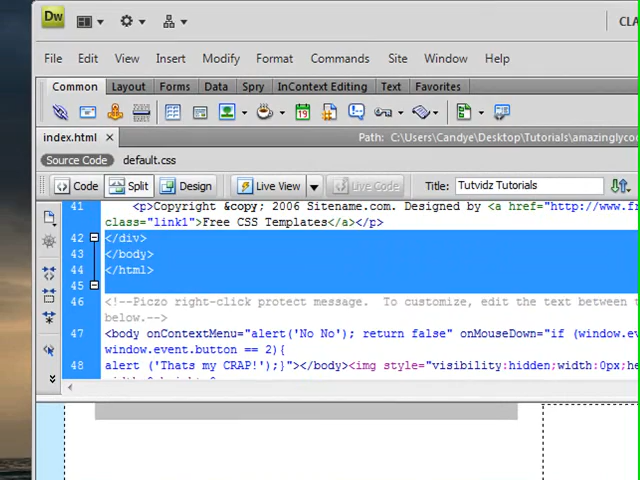 Dw
CLA
File Edit View Insert Modify Format Commands Site Window Help
Common Layout Forms Data Spry InContext Editing Text Favorites
index.html × Path: C:\Users\Candye\Desktop\Tutorials\amazinglyco
Source Code default.css
Code Split Design Live View Live Code Title: Tutvidz Tutorials
41 <p>Copyright &copy; 2006 Sitename.com. Designed by <a href="http://www.fr
class="link1">Free CSS Templates</a></p>
42 </div>
43 </body>
44 </html>
45
46 <!--Piczo right-click protect message.  To customize, edit the text between t
below.-->
47 <body onContextMenu="alert('No No'); return false" onMouseDown="if (window.e
window.event.button == 2){
48 alert ('Thats my CRAP!');}"></body><img style="visibility:hidden;width:0px;he